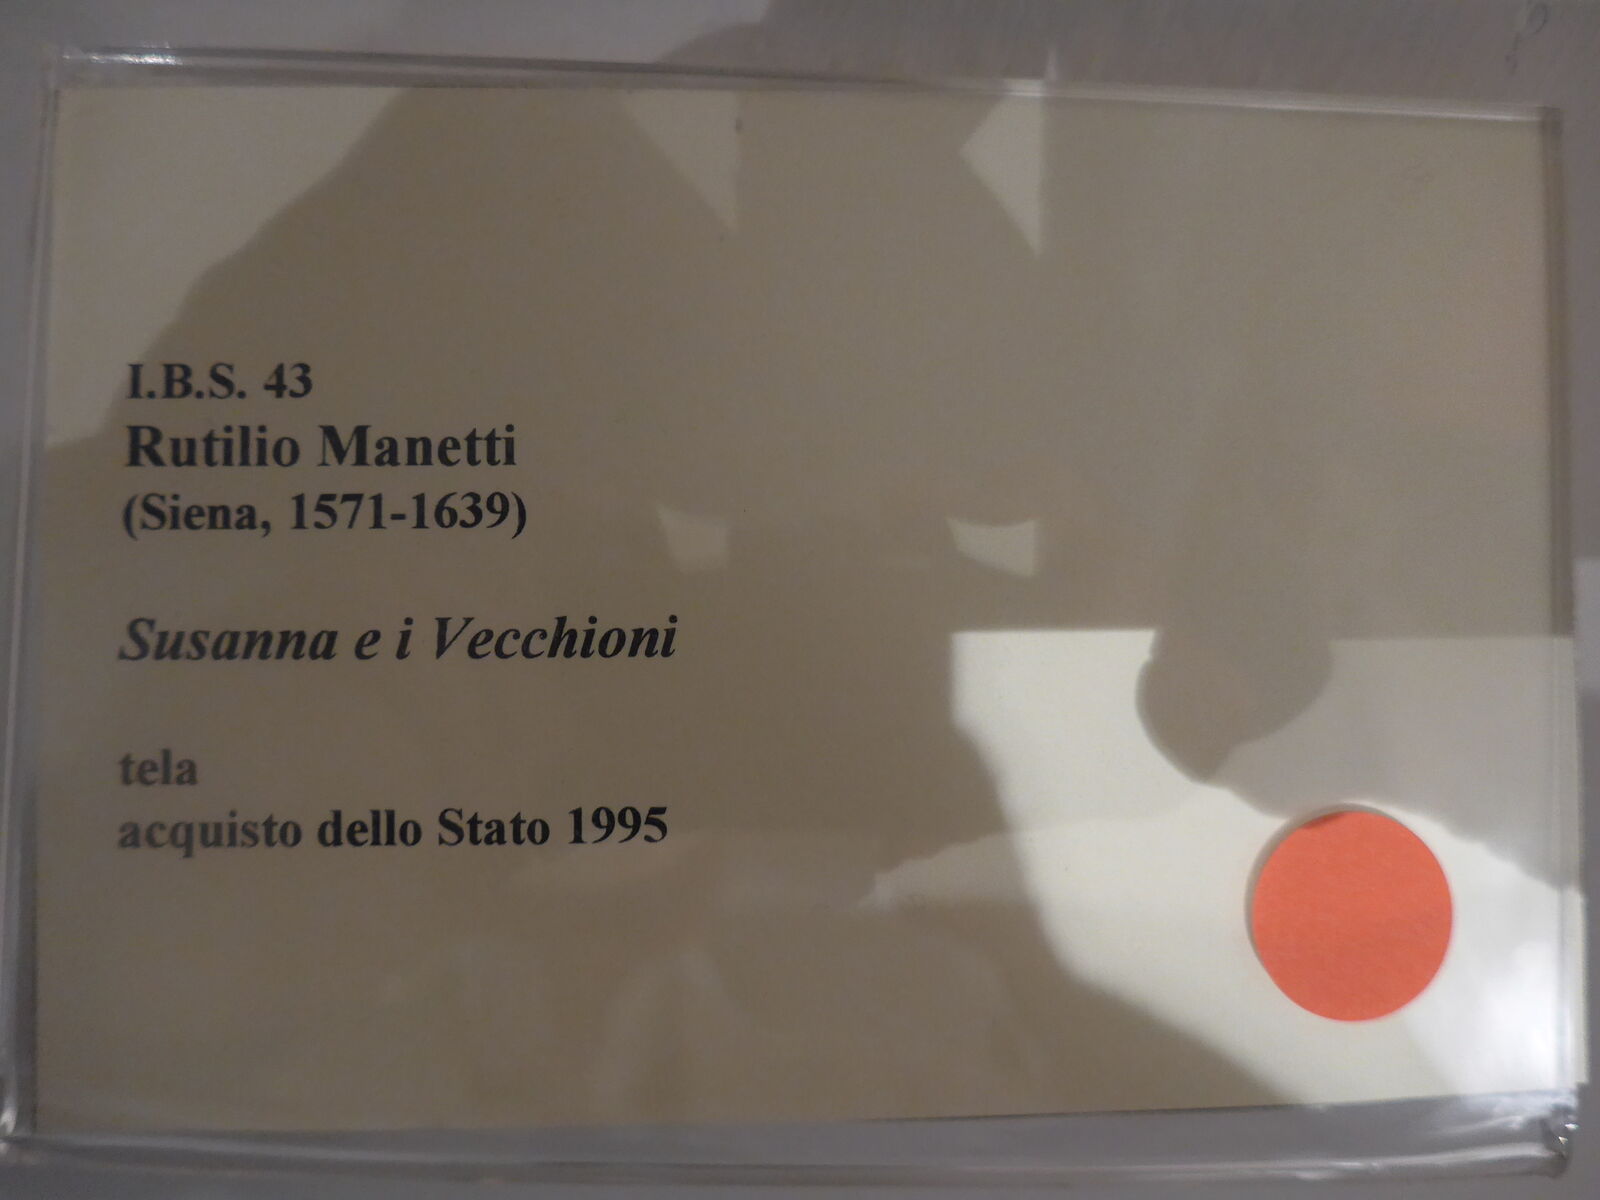 I.B.S. 43
Rutilio Manetti
(Siena, 1571-1639)
Susanna e i Vecchioni
tela
acquisto dello Stato 1995